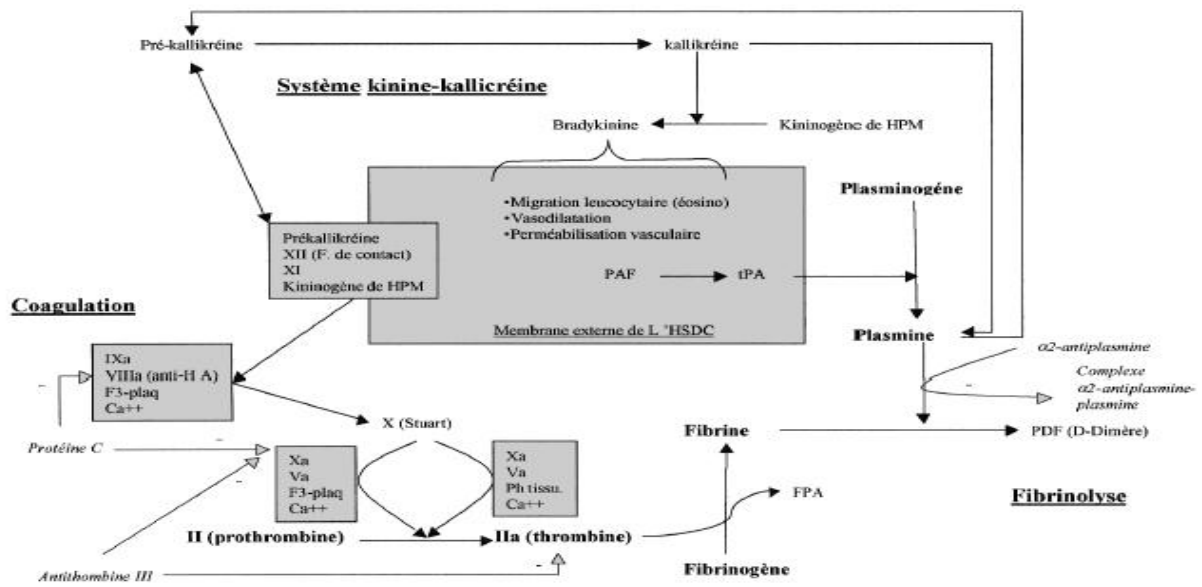 Pré-kallikréine
kallikréine
Système kinine-kallicréine
Bradykinine
Kininogène de HPM
•Migration leucocytaire (éosino)
•Vasodilatation
•Perméabilisation vasculaire
Plasminogéne
Prékallikréine
XII (F. de contact)
XI
Kininogène de HPM
PAF
tPA
Coagulation
Membrane externe de L 'HSDC
Plasmine
IXa
VIIIa (anti-H A)
F3-plaq
Ca++
α2-antiplasmine
-
-
Complexe
α2-antiplasmine-
plasmine
Protéine C
-
X (Stuart)
Fibrine
PDF (D-Dimère)
-
Xa
Va
F3-plaq
Ca++
Xa
Va
Ph tissu.
Ca++
FPA
Fibrinolyse
II (prothrombine)
IIa (thrombine)
Antithombine III
-
Fibrinogène